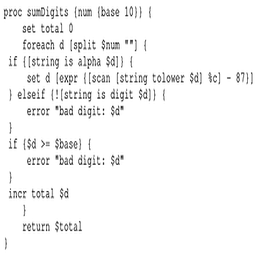 proc sumDigits {num {base 10}} {
    set total 0
    foreach d [split $num ""] {
 if {[string is alpha $d]} {
     set d [expr {[scan [string tolower $d] %c] - 87}]
 } elseif {![string is digit $d]} {
     error "bad digit: $d"
 }
 if {$d >= $base} {
     error "bad digit: $d"
 }
 incr total $d
    }
    return $total
}